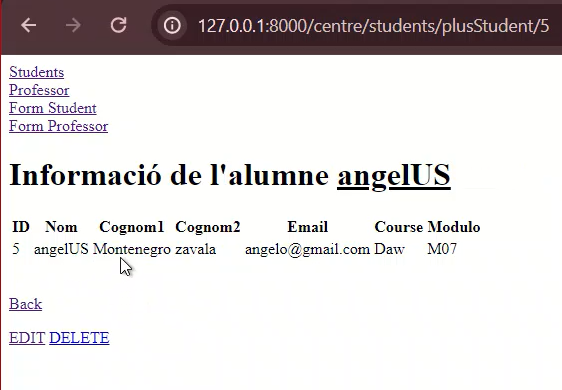 127.0.0.1:8000/centre/students/plusStudent/5
Students
Professor
Form Student
Form Professor
Informació de l'alumne angelUS
ID Nom Cognom1 Cognom2 Email Course Modulo
5 angelUS Montenegro zavala angelo@gmail.com Daw M07
Back
EDIT DELETE